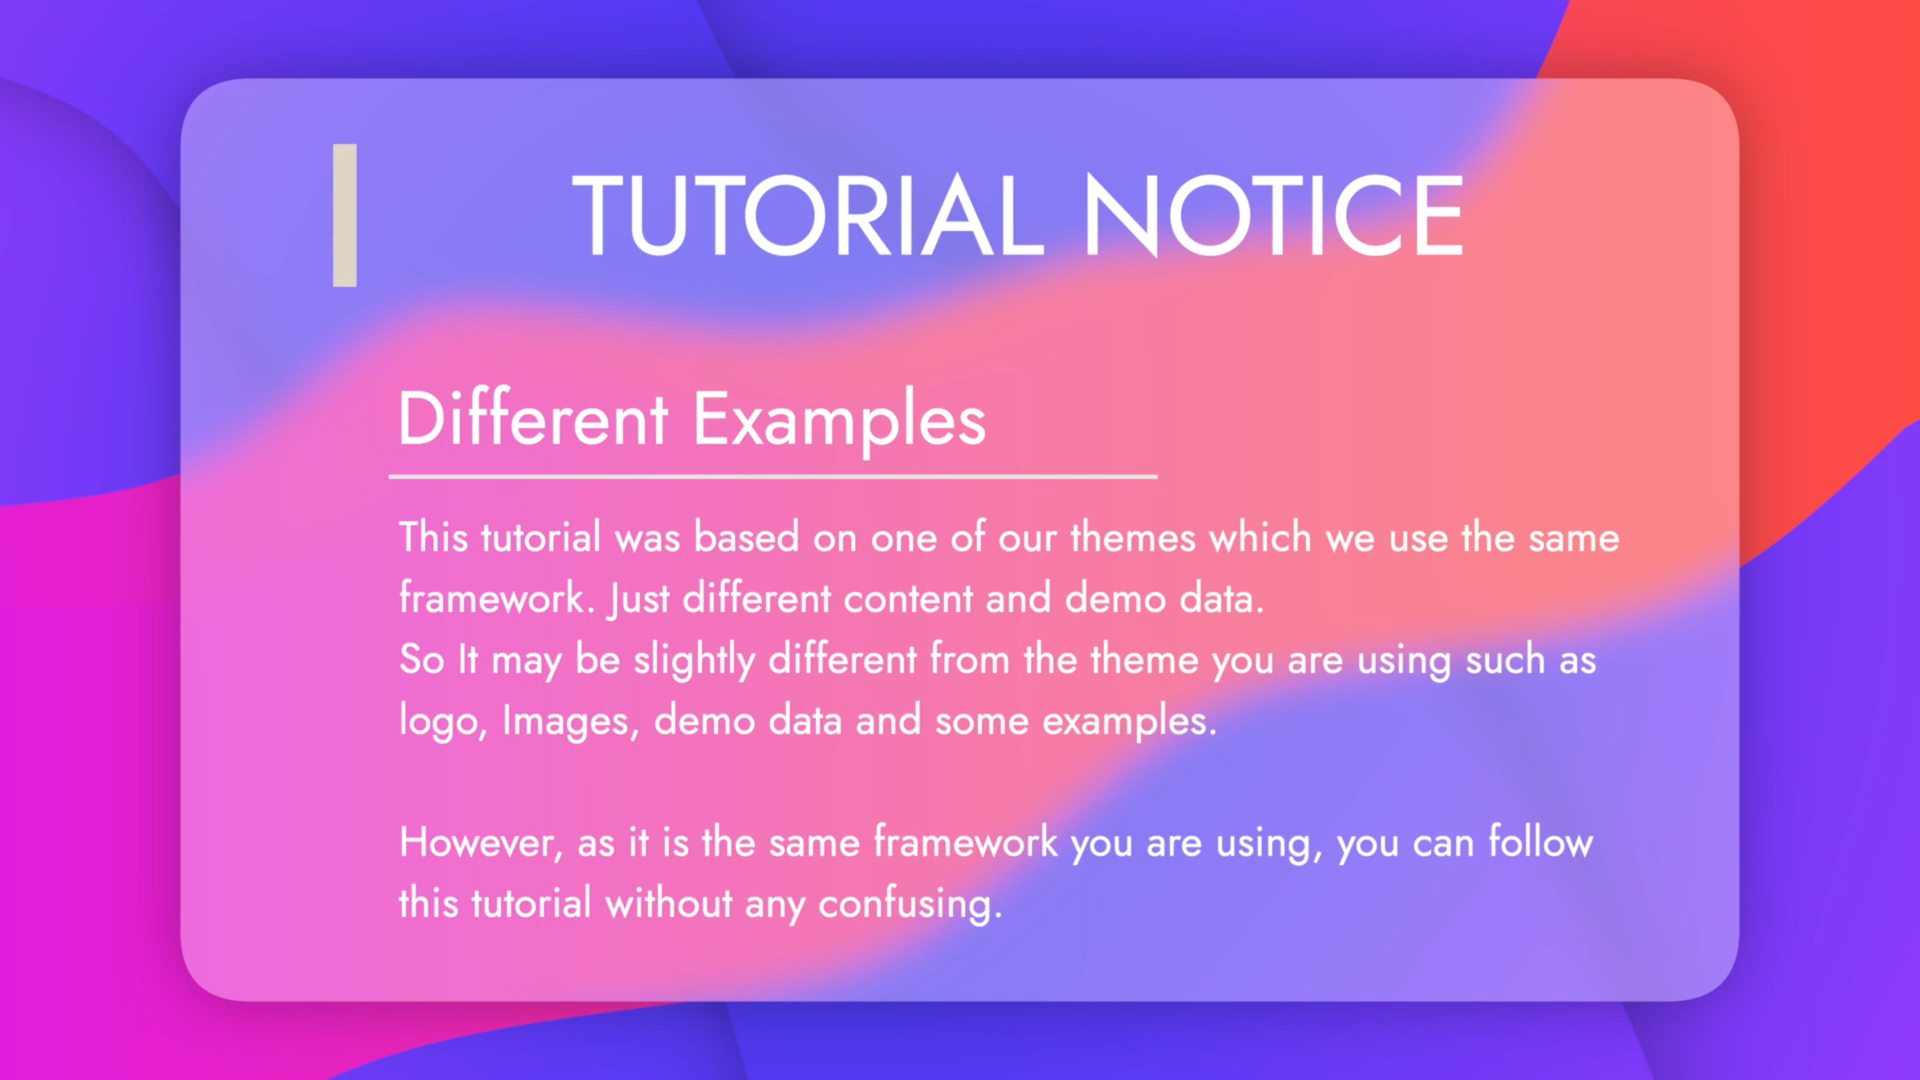 TUTORIAL NOTICE
Different Examples
This tutorial was based on one of our themes which we use the same
framework. Just different content and demo data.
So It may be slightly different from the theme you are using such as
logo, Images, demo data and some examples.
However, as it is the same framework you are using, you can follow
this tutorial without any confusing.